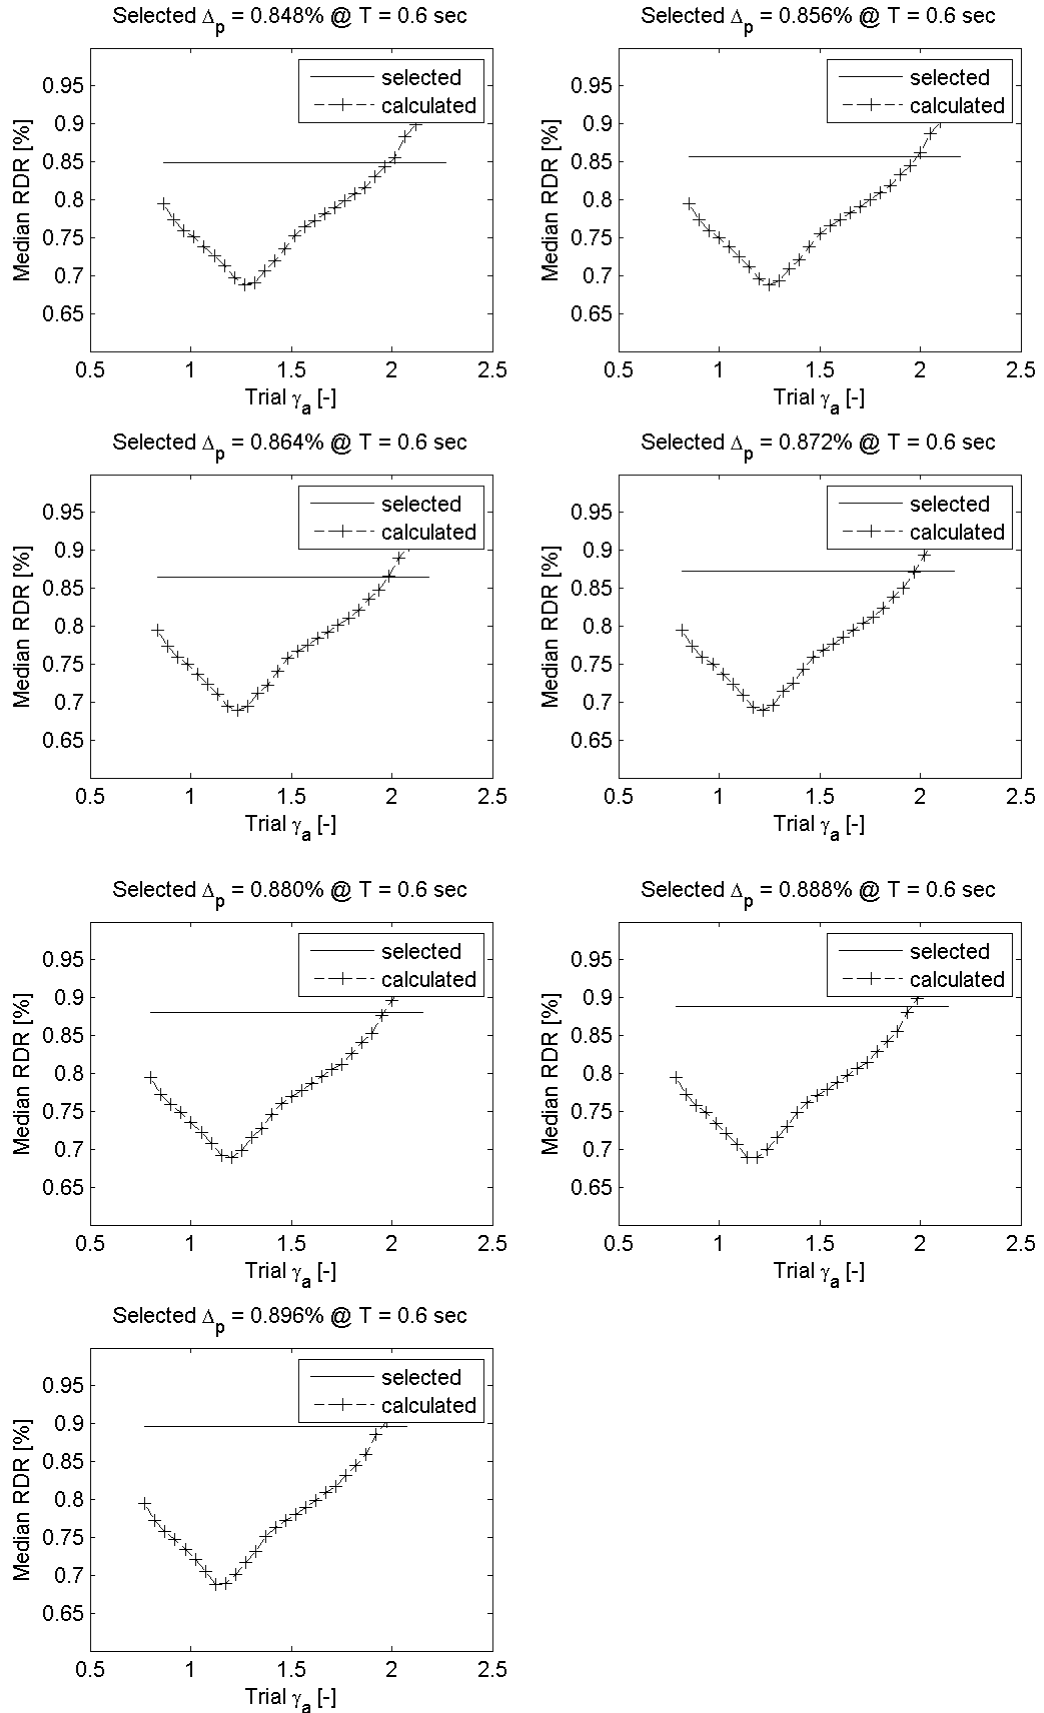 Selected Δp = 0.848% @ T = 0.6 sec
Median RDR [%]
0.95
0.9
0.85
0.8
0.75
0.7
0.65
selected
calculated
0.5 1 1.5 2 2.5
Trial γa [-]
Selected Δp = 0.856% @ T = 0.6 sec
Median RDR [%]
0.95
0.9
0.85
0.8
0.75
0.7
0.65
selected
calculated
0.5 1 1.5 2 2.5
Trial γa [-]
Selected Δp = 0.864% @ T = 0.6 sec
Median RDR [%]
0.95
0.9
0.85
0.8
0.75
0.7
0.65
selected
calculated
0.5 1 1.5 2 2.5
Trial γa [-]
Selected Δp = 0.872% @ T = 0.6 sec
Median RDR [%]
0.95
0.9
0.85
0.8
0.75
0.7
0.65
selected
calculated
0.5 1 1.5 2 2.5
Trial γa [-]
Selected Δp = 0.880% @ T = 0.6 sec
Median RDR [%]
0.95
0.9
0.85
0.8
0.75
0.7
0.65
selected
calculated
0.5 1 1.5 2 2.5
Trial γa [-]
Selected Δp = 0.888% @ T = 0.6 sec
Median RDR [%]
0.95
0.9
0.85
0.8
0.75
0.7
0.65
selected
calculated
0.5 1 1.5 2 2.5
Trial γa [-]
Selected Δp = 0.896% @ T = 0.6 sec
Median RDR [%]
0.95
0.9
0.85
0.8
0.75
0.7
0.65
selected
calculated
0.5 1 1.5 2 2.5
Trial γa [-]